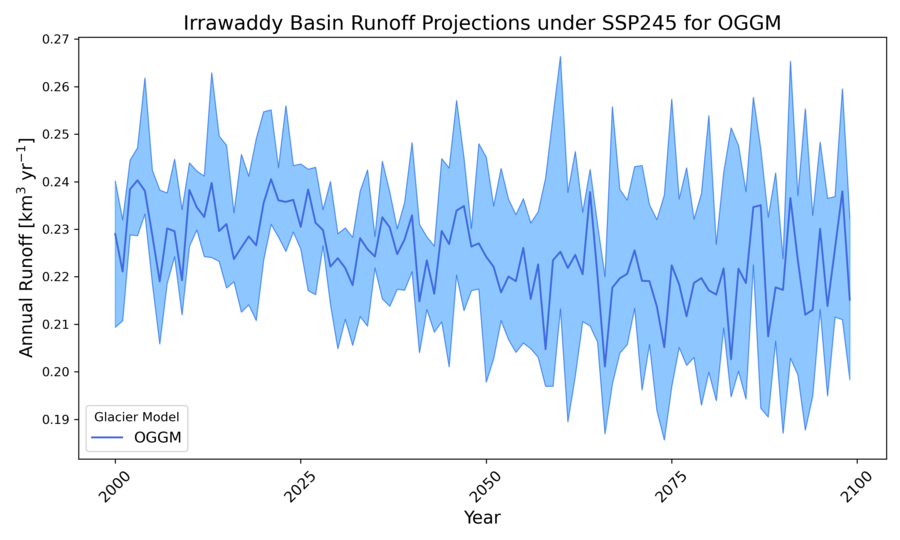 Irrawaddy Basin Runoff Projections under SSP245 for OGGM
0.27
0.26
0.25
0.24
0.23
0.22
0.21
0.20
0.19
Annual Runoff [km³ yr⁻¹]
Glacier Model
OGGM
2000
2025
2050
2075
2100
Year